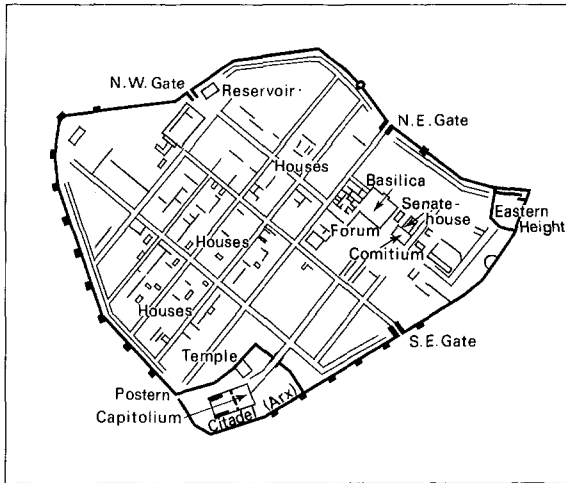 N.W. Gate
Reservoir
N.E. Gate
Houses
Basilica
Senate-
house
Eastern
Height
Forum
Comitium
Houses
Houses
S.E. Gate
Temple
Postern
Capitolium
Citadel (Arx)